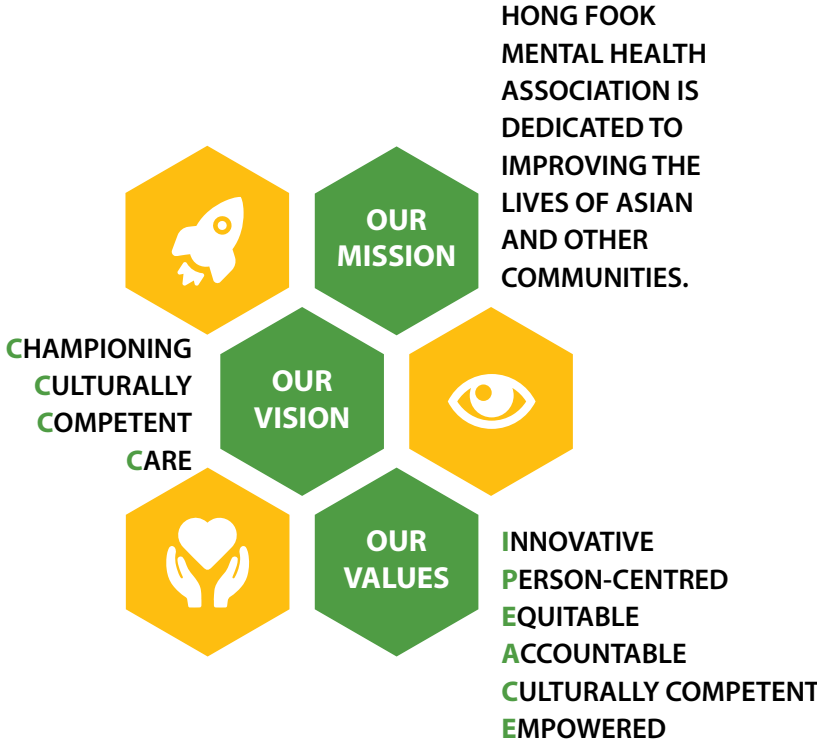 HONG FOOK
MENTAL HEALTH
ASSOCIATION IS
DEDICATED TO
IMPROVING THE
LIVES OF ASIAN
AND OTHER
COMMUNITIES.
OUR
MISSION
CHAMPIONING
CULTURALLY
COMPETENT
CARE
OUR
VISION
OUR
VALUES
INNOVATIVE
PERSON-CENTRED
EQUITABLE
ACCOUNTABLE
CULTURALLY COMPETENT
EMPOWERED